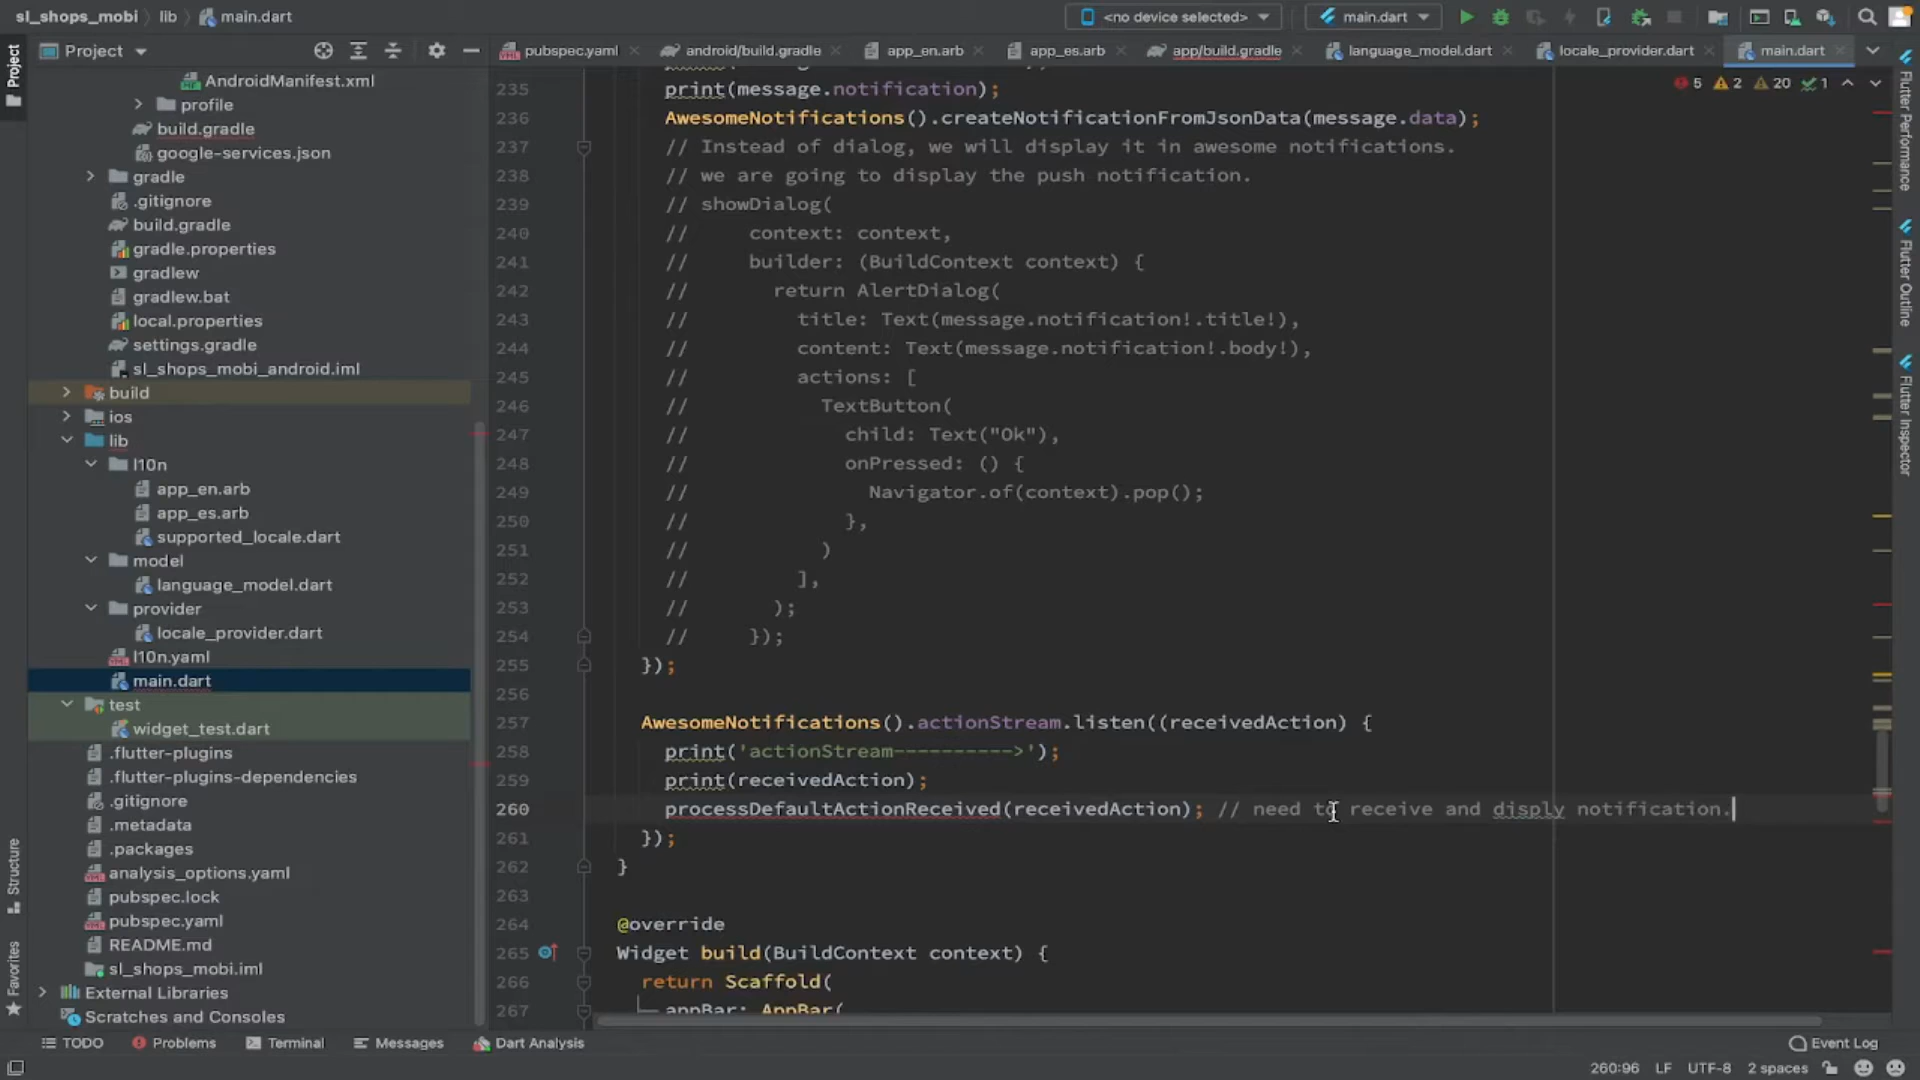 sl_shops_mobi lib main.dart
<no device selected> main.dart
Project
pubspec.yaml android/build.gradle app_en.arb app_es.arb app/build.gradle language_model.dart locale_provider.dart main.dart
5 2 20 1
Project
Structure
Favorites
AndroidManifest.xml
profile
build.gradle
google-services.json
gradle
.gitignore
build.gradle
gradle.properties
gradlew
gradlew.bat
local.properties
settings.gradle
sl_shops_mobi_android.iml
build
ios
lib
l10n
app_en.arb
app_es.arb
supported_locale.dart
model
language_model.dart
provider
locale_provider.dart
l10n.yaml
main.dart
test
widget_test.dart
.flutter-plugins
.flutter-plugins-dependencies
.gitignore
.metadata
.packages
analysis_options.yaml
pubspec.lock
pubspec.yaml
README.md
sl_shops_mobi.iml
External Libraries
Scratches and Consoles
235 print(message.notification);
236 AwesomeNotifications().createNotificationFromJsonData(message.data);
237 // Instead of dialog, we will display it in awesome notifications.
238 // we are going to display the push notification.
239 // showDialog(
240 // context: context,
241 // builder: (BuildContext context) {
242 // return AlertDialog(
243 // title: Text(message.notification!.title!),
244 // content: Text(message.notification!.body!),
245 // actions: [
246 // TextButton(
247 // child: Text("Ok"),
248 // onPressed: () {
249 // Navigator.of(context).pop();
250 // },
251 // )
252 // ],
253 // );
254 // });
255 });
256
257 AwesomeNotifications().actionStream.listen((receivedAction) {
258 print('actionStream---------->');
259 print(receivedAction);
260 processDefaultActionReceived(receivedAction); // need to receive and disply notification.
261 });
262 }
263
264 @override
265 Widget build(BuildContext context) {
266 return Scaffold(
267 appBar: AppBar(
Flutter Performance
Flutter Outline
Flutter Inspector
TODO Problems Terminal Messages Dart Analysis Event Log
260:96 LF UTF-8 2 spaces